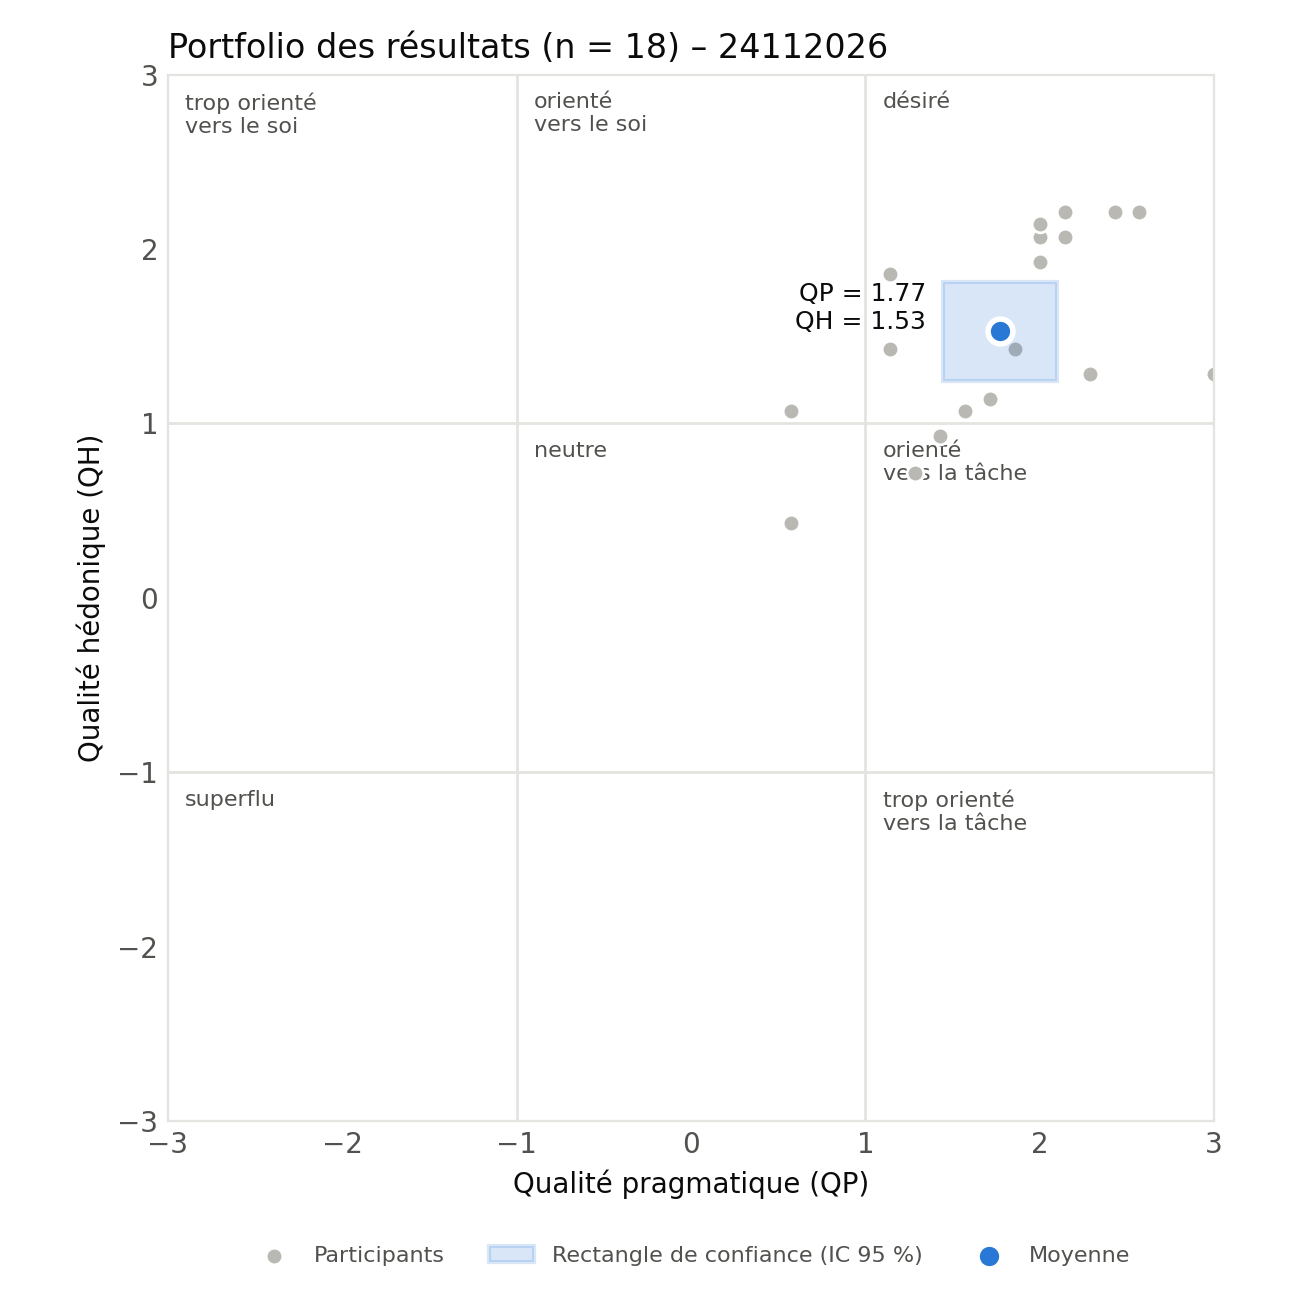 Portfolio des résultats (n = 18) – 24112026
3
trop orienté
vers le soi
orienté
vers le soi
désiré
2
QP = 1.77
QH = 1.53
1
neutre
orienté
vers la tâche
0
−1
superflu
trop orienté
vers la tâche
−2
−3
−3
−2
−1
0
1
2
3
Qualité hédonique (QH)
Qualité pragmatique (QP)
Participants
Rectangle de confiance (IC 95 %)
Moyenne